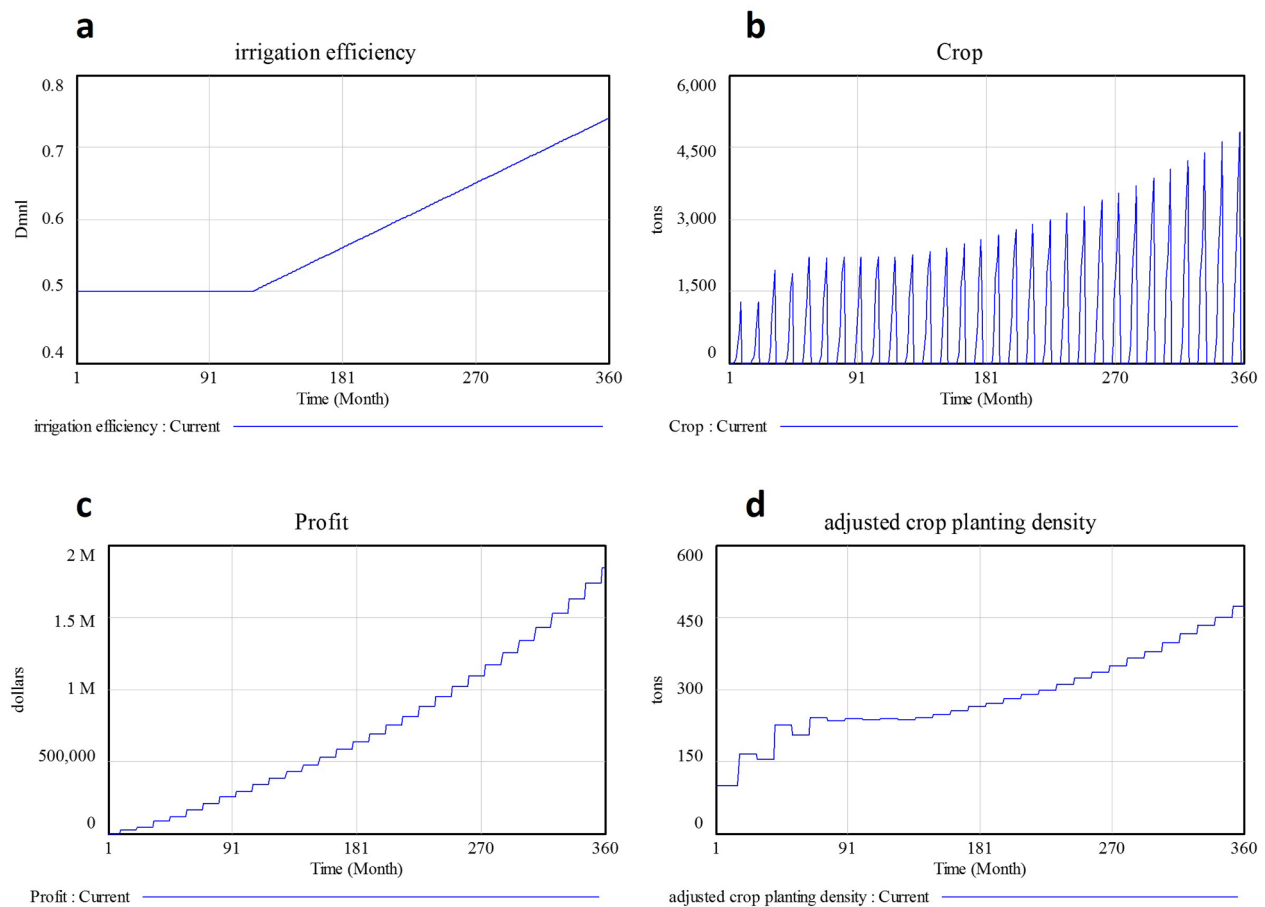 a
irrigation efficiency
0.8
0.7
0.6
0.5
0.4
Dmnl
1 91 181 270 360
Time (Month)
irrigation efficiency : Current
b
Crop
6,000
4,500
3,000
1,500
0
tons
1 91 181 270 360
Time (Month)
Crop : Current
c
Profit
2 M
1.5 M
1 M
500,000
0
dollars
1 91 181 270 360
Time (Month)
Profit : Current
d
adjusted crop planting density
600
450
300
150
0
tons
1 91 181 270 360
Time (Month)
adjusted crop planting density : Current